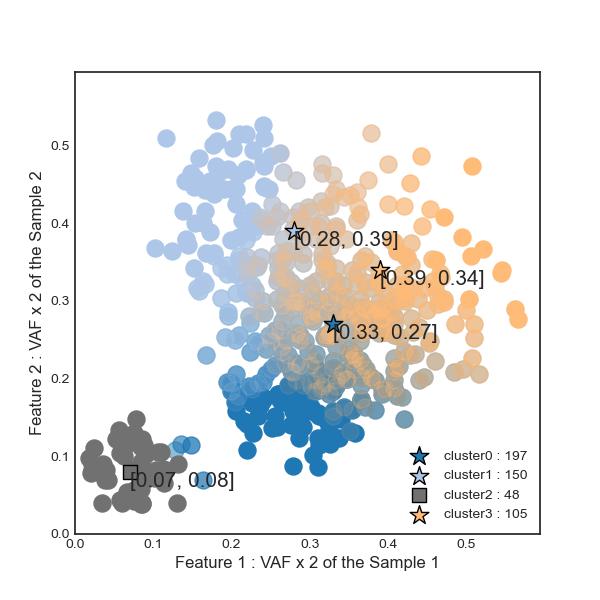 0.5
0.4
0.3
0.2
0.1
0.0
Feature 2 : VAF x 2 of the Sample 2
[0.28, 0.39]
[0.39, 0.34]
[0.33, 0.27]
[0.07, 0.08]
cluster0 : 197
cluster1 : 150
cluster2 : 48
cluster3 : 105
0.0 0.1 0.2 0.3 0.4 0.5
Feature 1 : VAF x 2 of the Sample 1